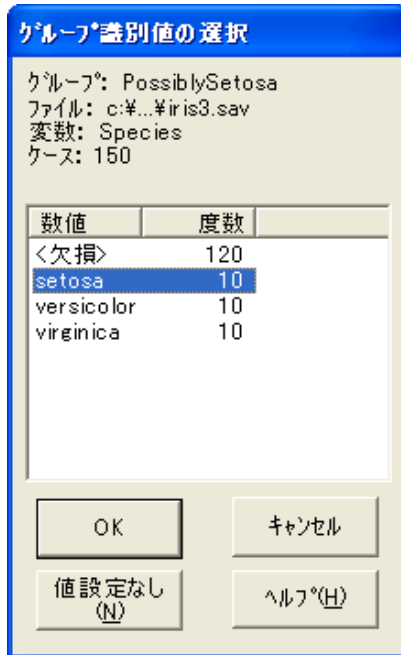 グループ識別値の選択
グループ: PossiblySetosa
ファイル: c:¥...¥iris3.sav
変数: Species
ケース: 150
数値 度数
<欠損> 120
setosa 10
versicolor 10
virginica 10
OK キャンセル
値設定なし
(N)
ヘルプ(H)